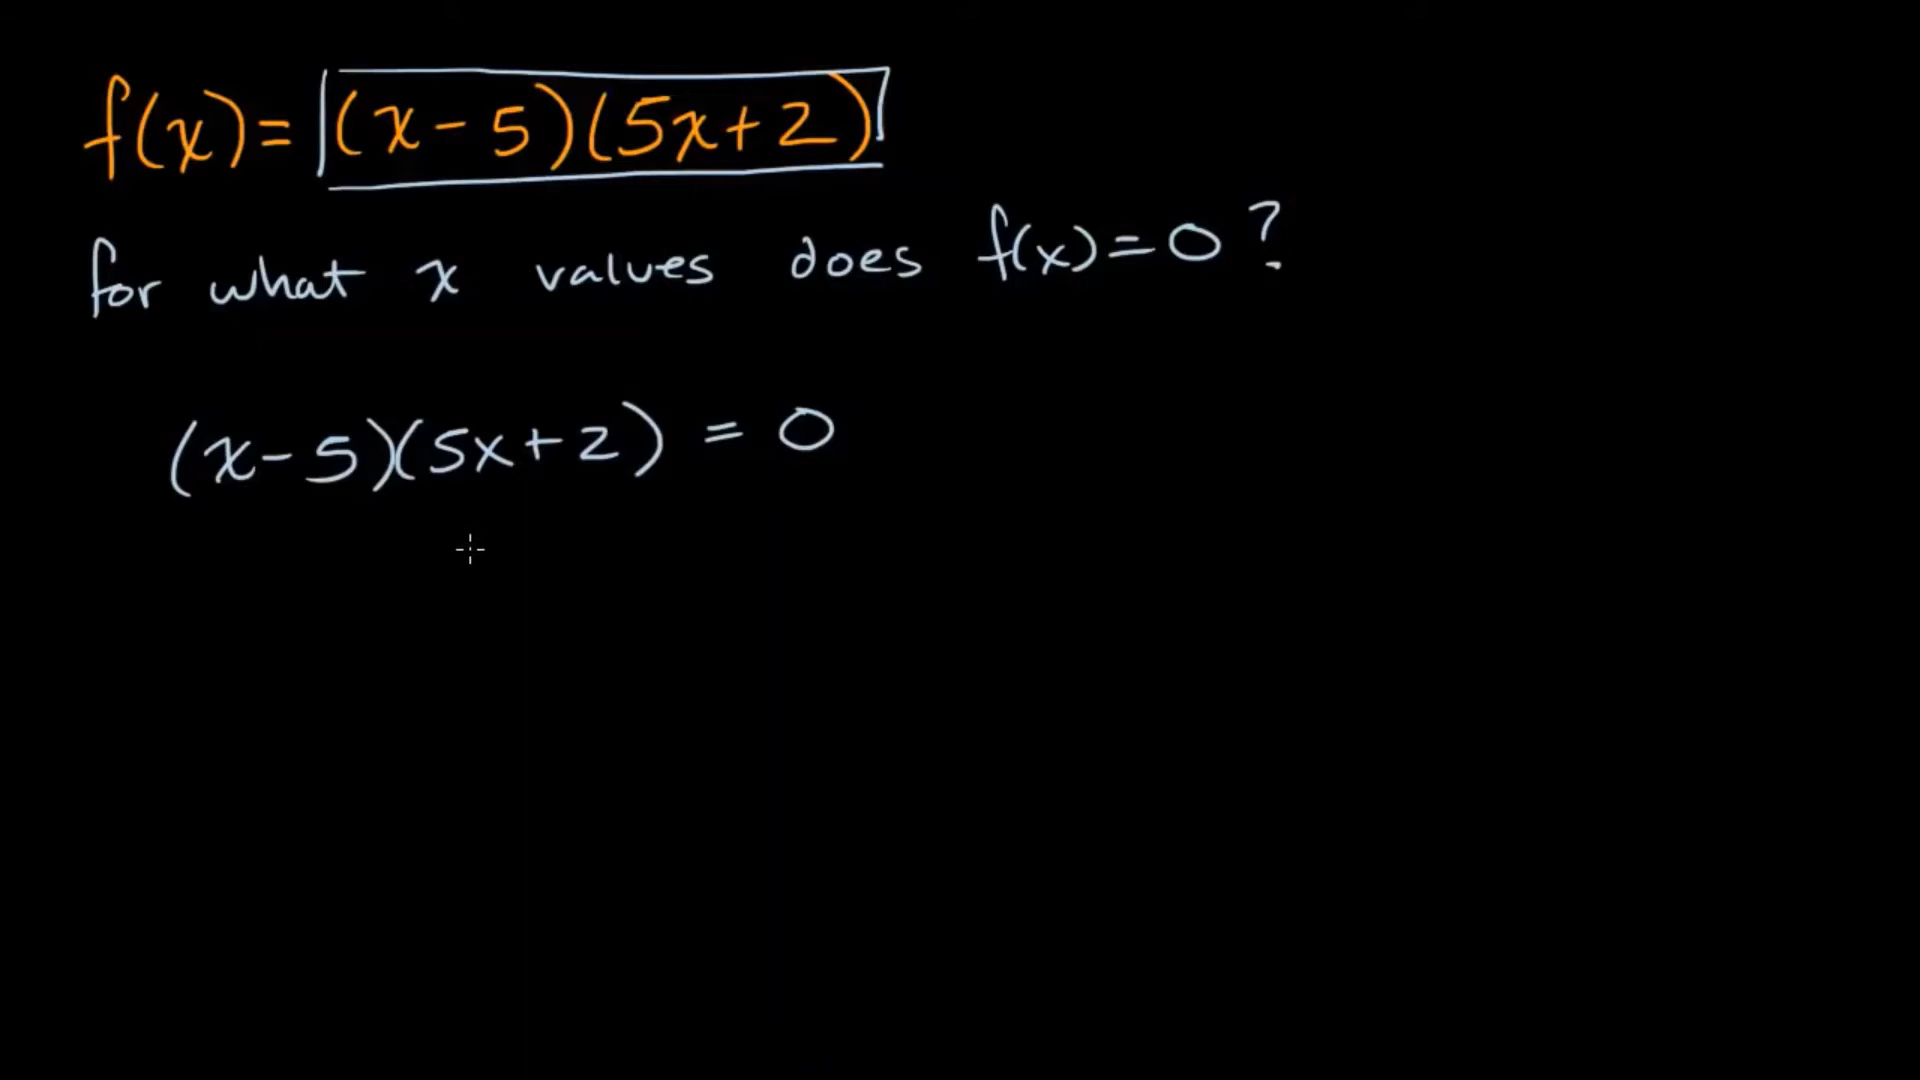 f(x)=(x-5)(5x+2)
for what x values does f(x)=0?
(x-5)(5x+2) = 0